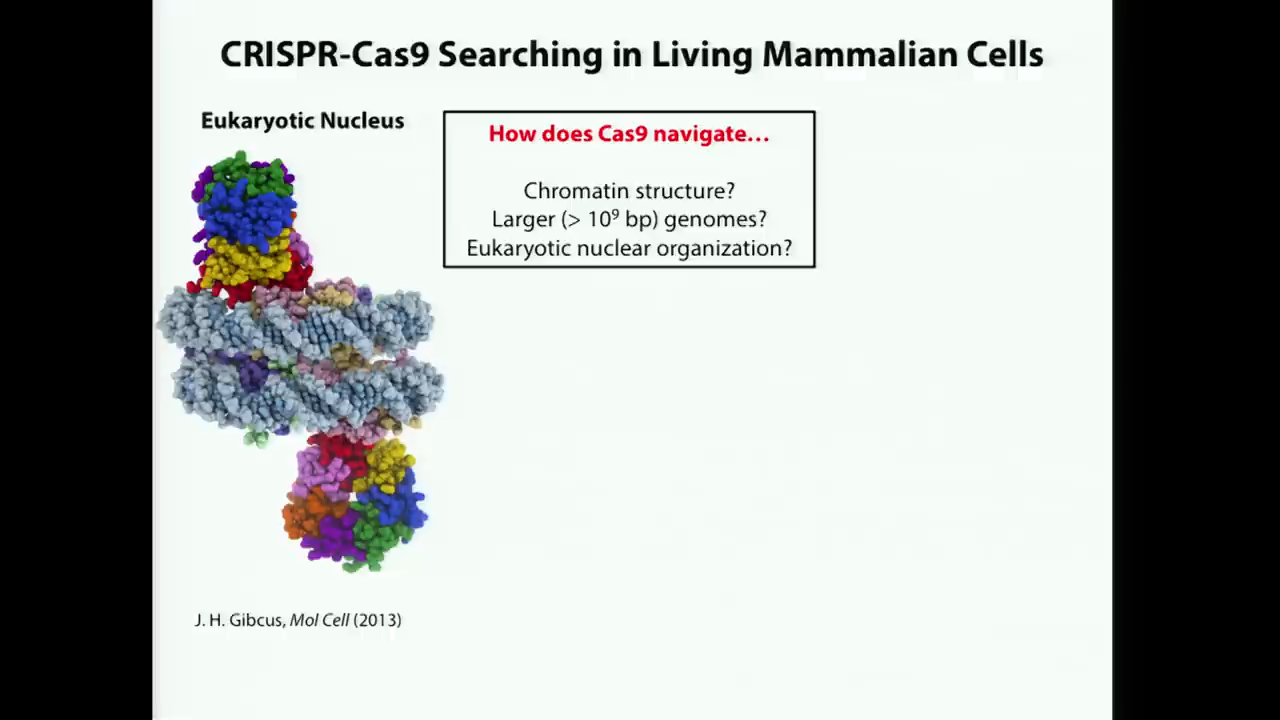 CRISPR-Cas9 Searching in Living Mammalian Cells
Eukaryotic Nucleus
How does Cas9 navigate…
Chromatin structure?
Larger (> 10⁹ bp) genomes?
Eukaryotic nuclear organization?
J. H. Gibcus, Mol Cell (2013)